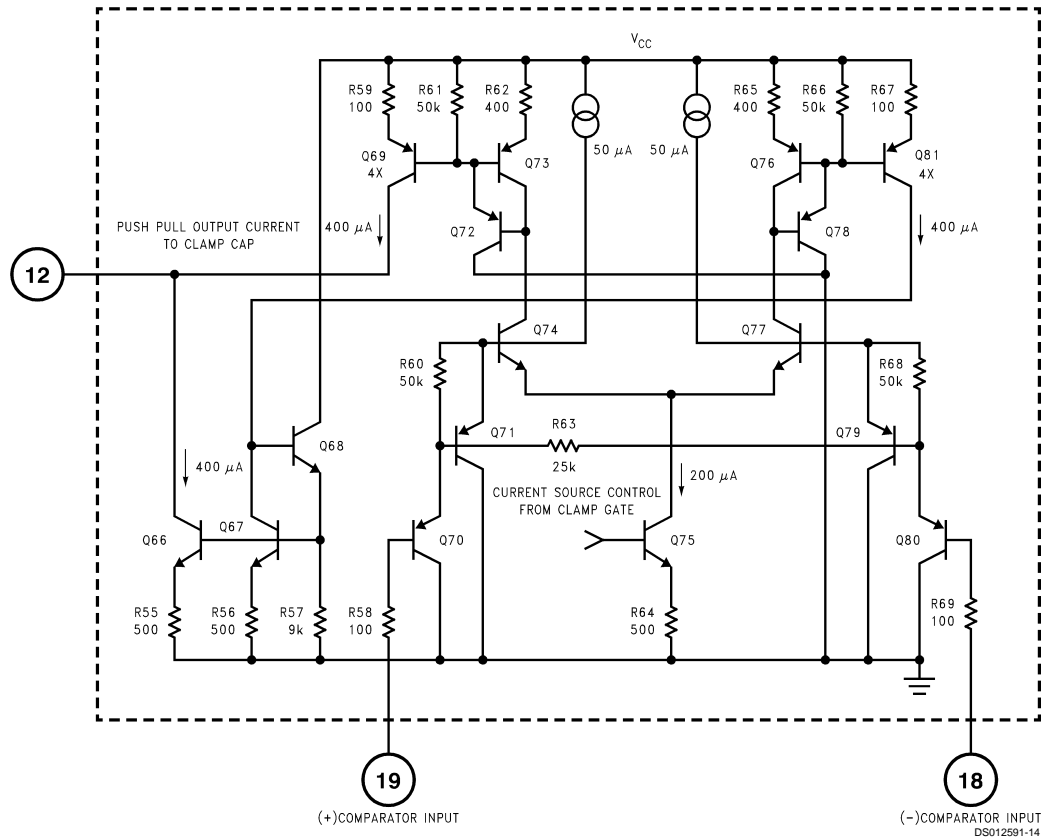 V_CC
R59
100
R61
50k
R62
400
R65
400
R66
50k
R67
100
Q69
4X
Q73
50 μA
50 μA
Q76
Q81
4X
PUSH PULL OUTPUT CURRENT
TO CLAMP CAP
400 μA
Q72
Q78
400 μA
12
Q74
Q77
R60
50k
R68
50k
Q71
R63
25k
Q79
Q68
400 μA
CURRENT SOURCE CONTROL
FROM CLAMP GATE
200 μA
Q66
Q67
Q70
Q75
Q80
R55
500
R56
500
R57
9k
R58
100
R64
500
R69
100
19
18
(+)COMPARATOR INPUT
(-)COMPARATOR INPUT
DS012591-14